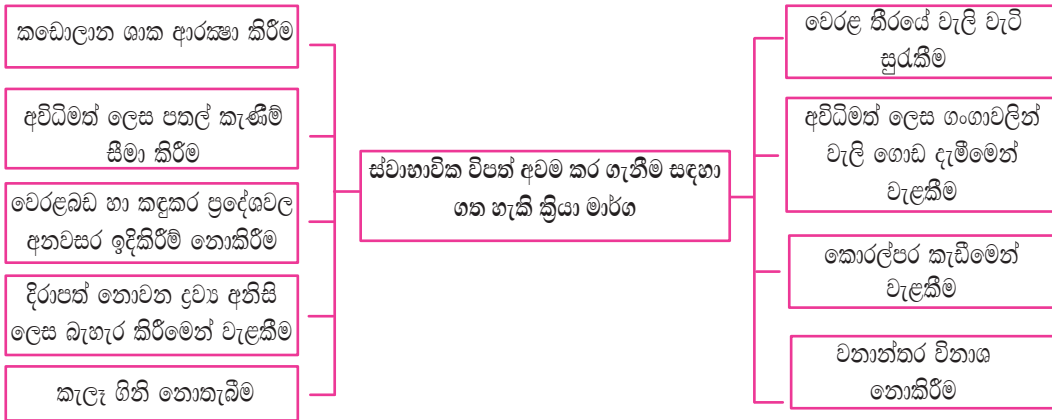 කඩොලාන ශාක ආරක්ෂා කිරීම
අවිධිමත් ලෙස පතල් කැණීම්
සීමා කිරීම
වෙරළබඩ හා කඳුකර ප්‍රදේශවල
අනවසර ඉදිකිරීම් නොකිරීම
දිරාපත් නොවන ද්‍රව්‍ය අනිසි
ලෙස බැහැර කිරීමෙන් වැළකීම
කැලෑ ගිනි නොතැබීම
ස්වාභාවික විපත් අවම කර ගැනීම සඳහා
ගත හැකි ක්‍රියා මාර්ග
වෙරළ තීරයේ වැලි වැටි
සුරැකීම
අවිධිමත් ලෙස ගංගාවලින්
වැලි ගොඩ දැමීමෙන්
වැළකීම
කොරල්පර කැඩීමෙන්
වැළකීම
වනාන්තර විනාශ
නොකිරීම